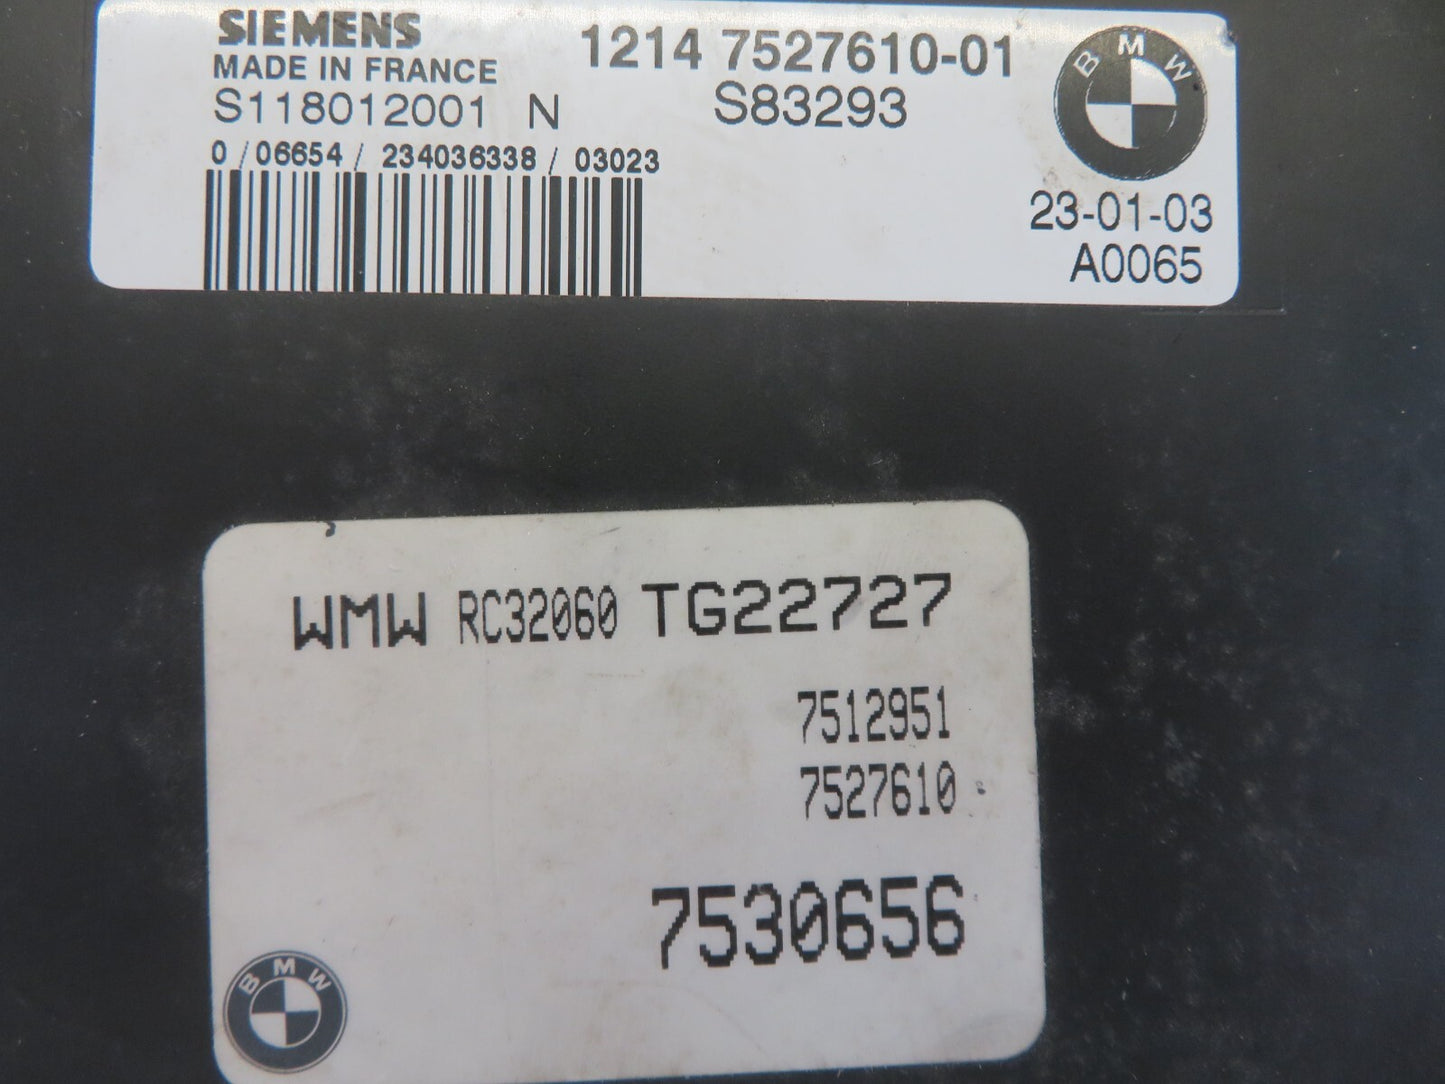 SIEMENS
MADE IN FRANCE
S118012001 N
0 / 06654 / 234036338 / 03023
1214 7527610-01
S83293
BMW
23-01-03
A0065
WMW RC32060 TG22727
7512951
7527610
7530656
BMW